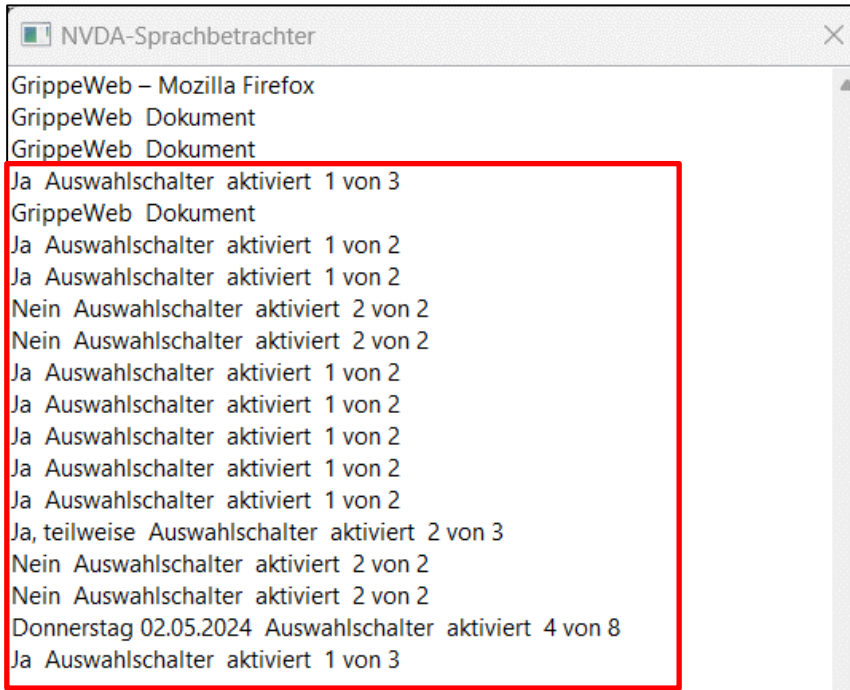 NVDA-Sprachbetrachter
GrippeWeb – Mozilla Firefox
GrippeWeb Dokument
GrippeWeb Dokument
Ja Auswahlschalter aktiviert 1 von 3
GrippeWeb Dokument
Ja Auswahlschalter aktiviert 1 von 2
Ja Auswahlschalter aktiviert 1 von 2
Nein Auswahlschalter aktiviert 2 von 2
Nein Auswahlschalter aktiviert 2 von 2
Ja Auswahlschalter aktiviert 1 von 2
Ja Auswahlschalter aktiviert 1 von 2
Ja Auswahlschalter aktiviert 1 von 2
Ja Auswahlschalter aktiviert 1 von 2
Ja Auswahlschalter aktiviert 1 von 2
Ja, teilweise Auswahlschalter aktiviert 2 von 3
Nein Auswahlschalter aktiviert 2 von 2
Nein Auswahlschalter aktiviert 2 von 2
Donnerstag 02.05.2024 Auswahlschalter aktiviert 4 von 8
Ja Auswahlschalter aktiviert 1 von 3